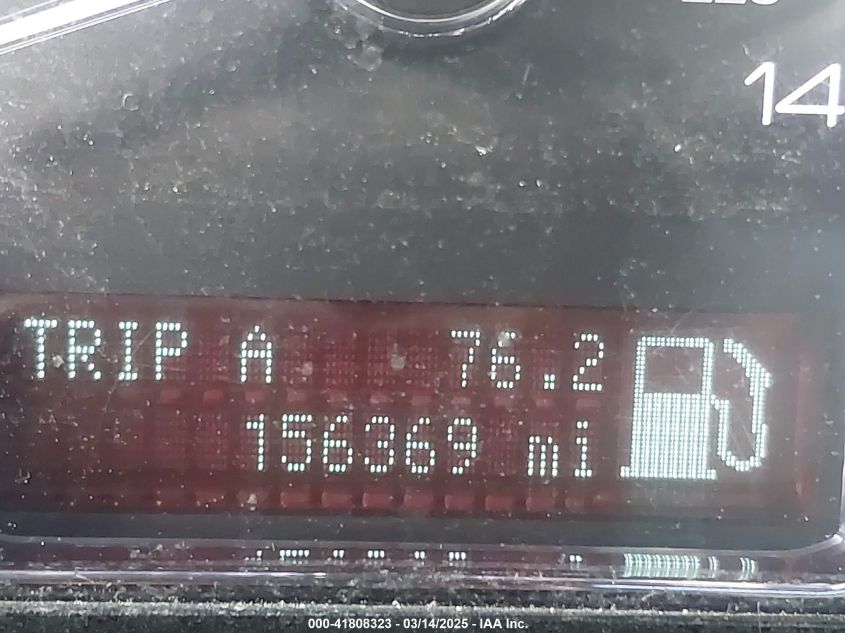 14
TRIP A 76.2
156369 mi
000-41808323 - 03/14/2025 - IAA Inc.